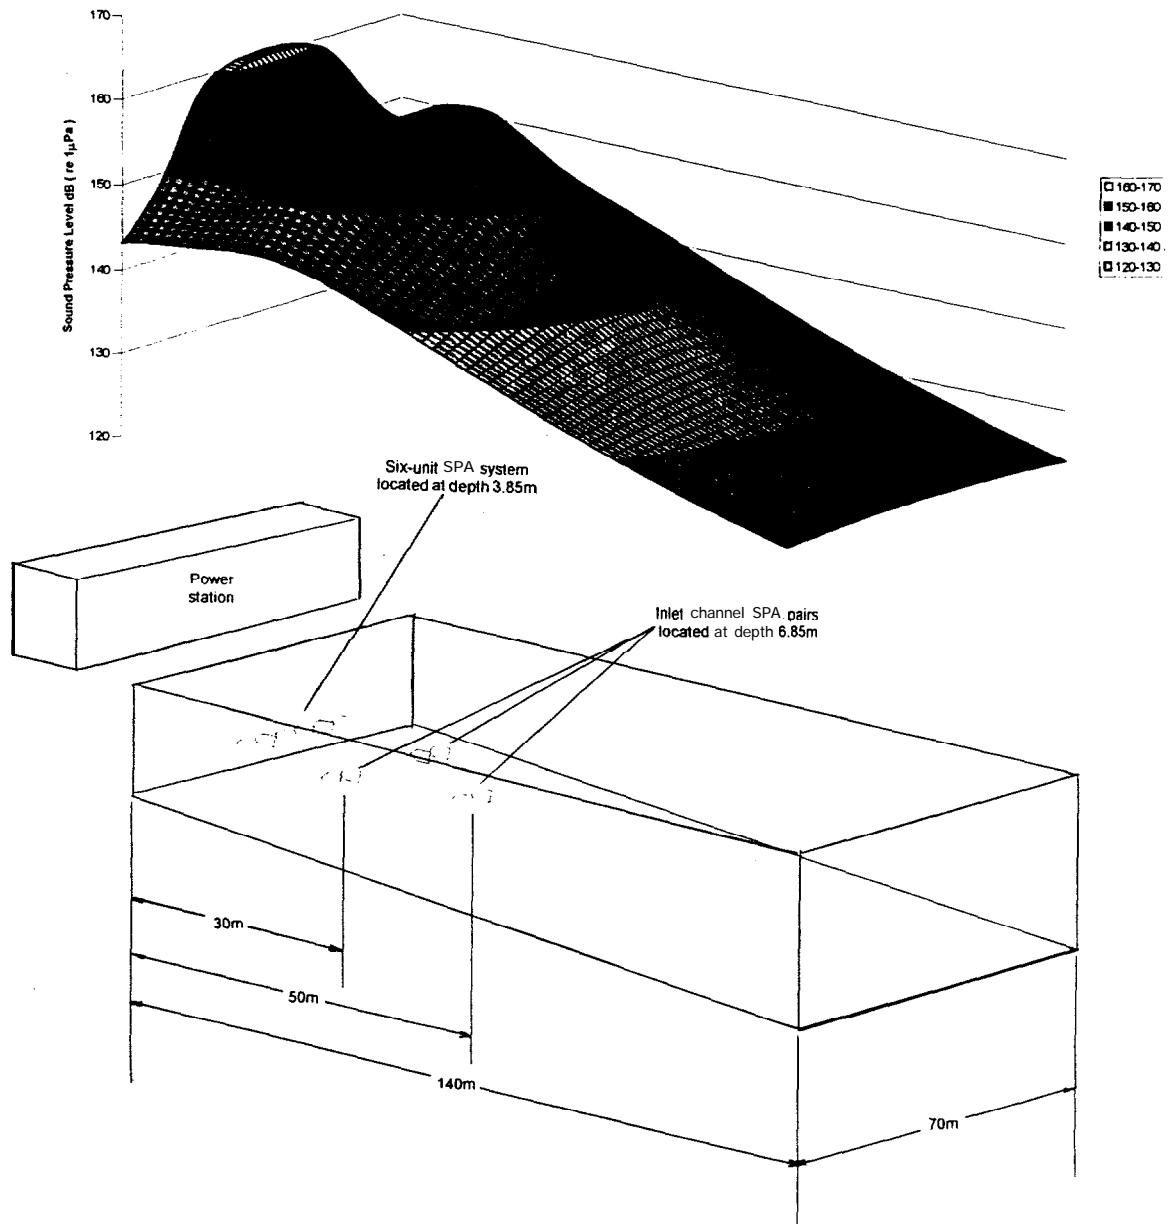 170
160
150
140
130
120
Sound Pressure Level dB ( re 1μPa )
160-170
150-160
140-150
130-140
120-130
Six-unit SPA system
located at depth 3.85m
Power
station
Inlet channel SPA pairs
located at depth 6.85m
30m
50m
140m
70m